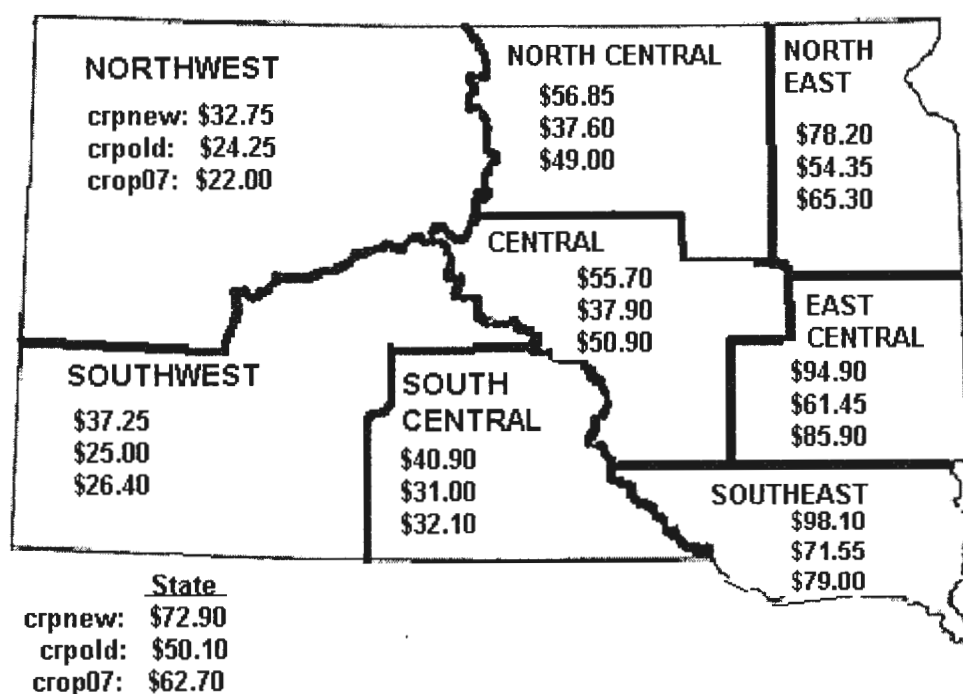 NORTHWEST
crpnew: $32.75
crpold: $24.25
crop07: $22.00
NORTH CENTRAL
$56.85
$37.60
$49.00
NORTH
EAST
$78.20
$54.35
$65.30
CENTRAL
$55.70
$37.90
$50.90
EAST
CENTRAL
$94.90
$61.45
$85.90
SOUTHWEST
$37.25
$25.00
$26.40
SOUTH
CENTRAL
$40.90
$31.00
$32.10
SOUTHEAST
$98.10
$71.55
$79.00
State
crpnew: $72.90
crpold: $50.10
crop07: $62.70